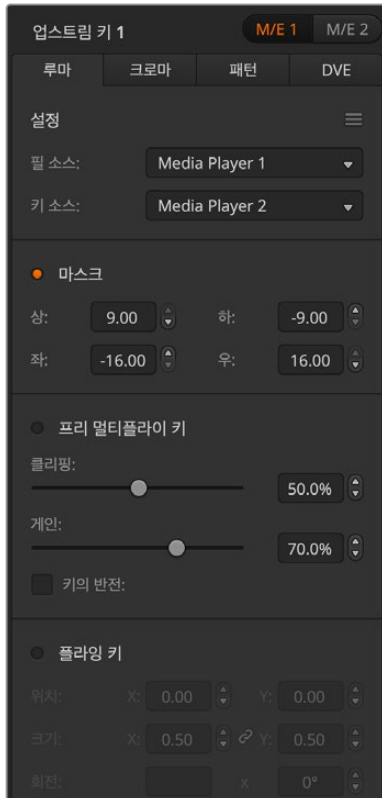 업스트림 키 1 M/E 1 M/E 2
루마 크로마 패턴 DVE
설정
필 소스: Media Player 1
키 소스: Media Player 2
마스크
상: 9.00 하: -9.00
좌: -16.00 우: 16.00
프리 멀티플라이 키
클리핑:
50.0%
게인:
70.0%
키의 반전:
플라잉 키
위치: X: 0.00 Y: 0.00
크기: X: 0.50 Y: 0.50
회전: x 0°